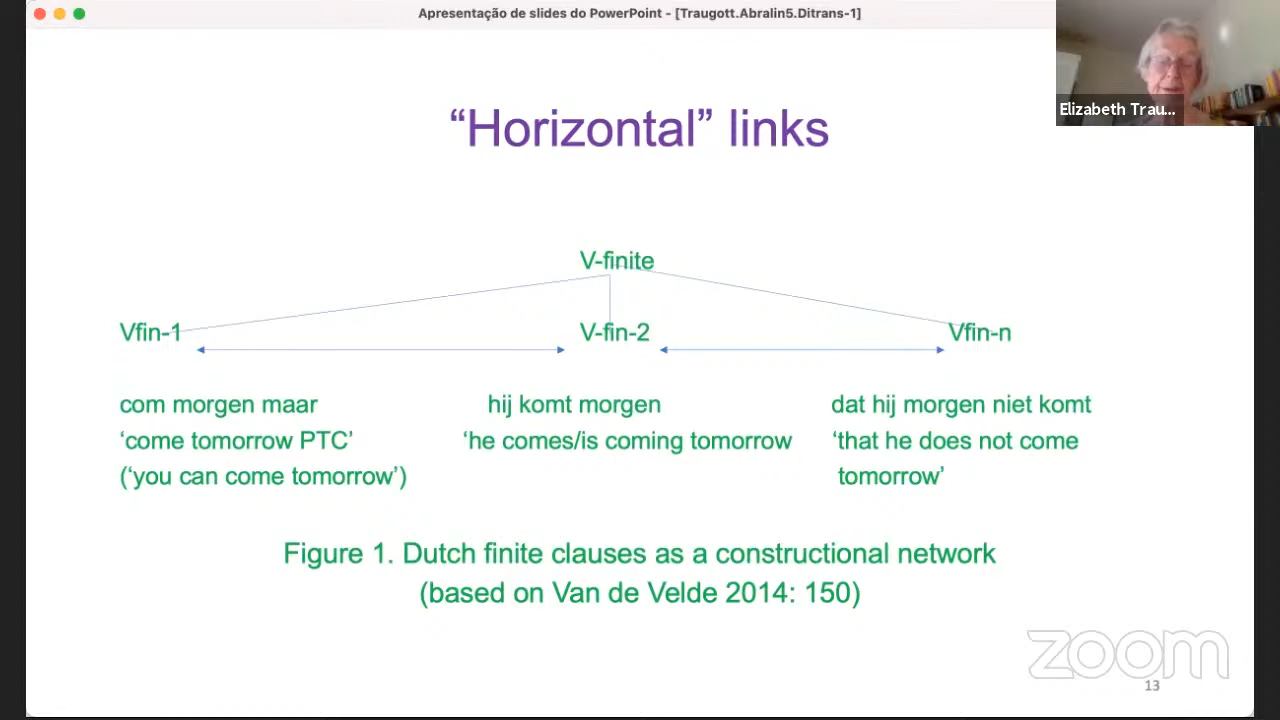 Apresentação de slides do PowerPoint - [Traugott.Abralin5.Ditrans-1]
Elizabeth Trau...
“Horizontal” links
V-finite
Vfin-1
V-fin-2
Vfin-n
com morgen maar
‘come tomorrow PTC’
(‘you can come tomorrow’)
hij komt morgen
‘he comes/is coming tomorrow
dat hij morgen niet komt
‘that he does not come
tomorrow’
Figure 1. Dutch finite clauses as a constructional network
(based on Van de Velde 2014: 150)
zoom
13